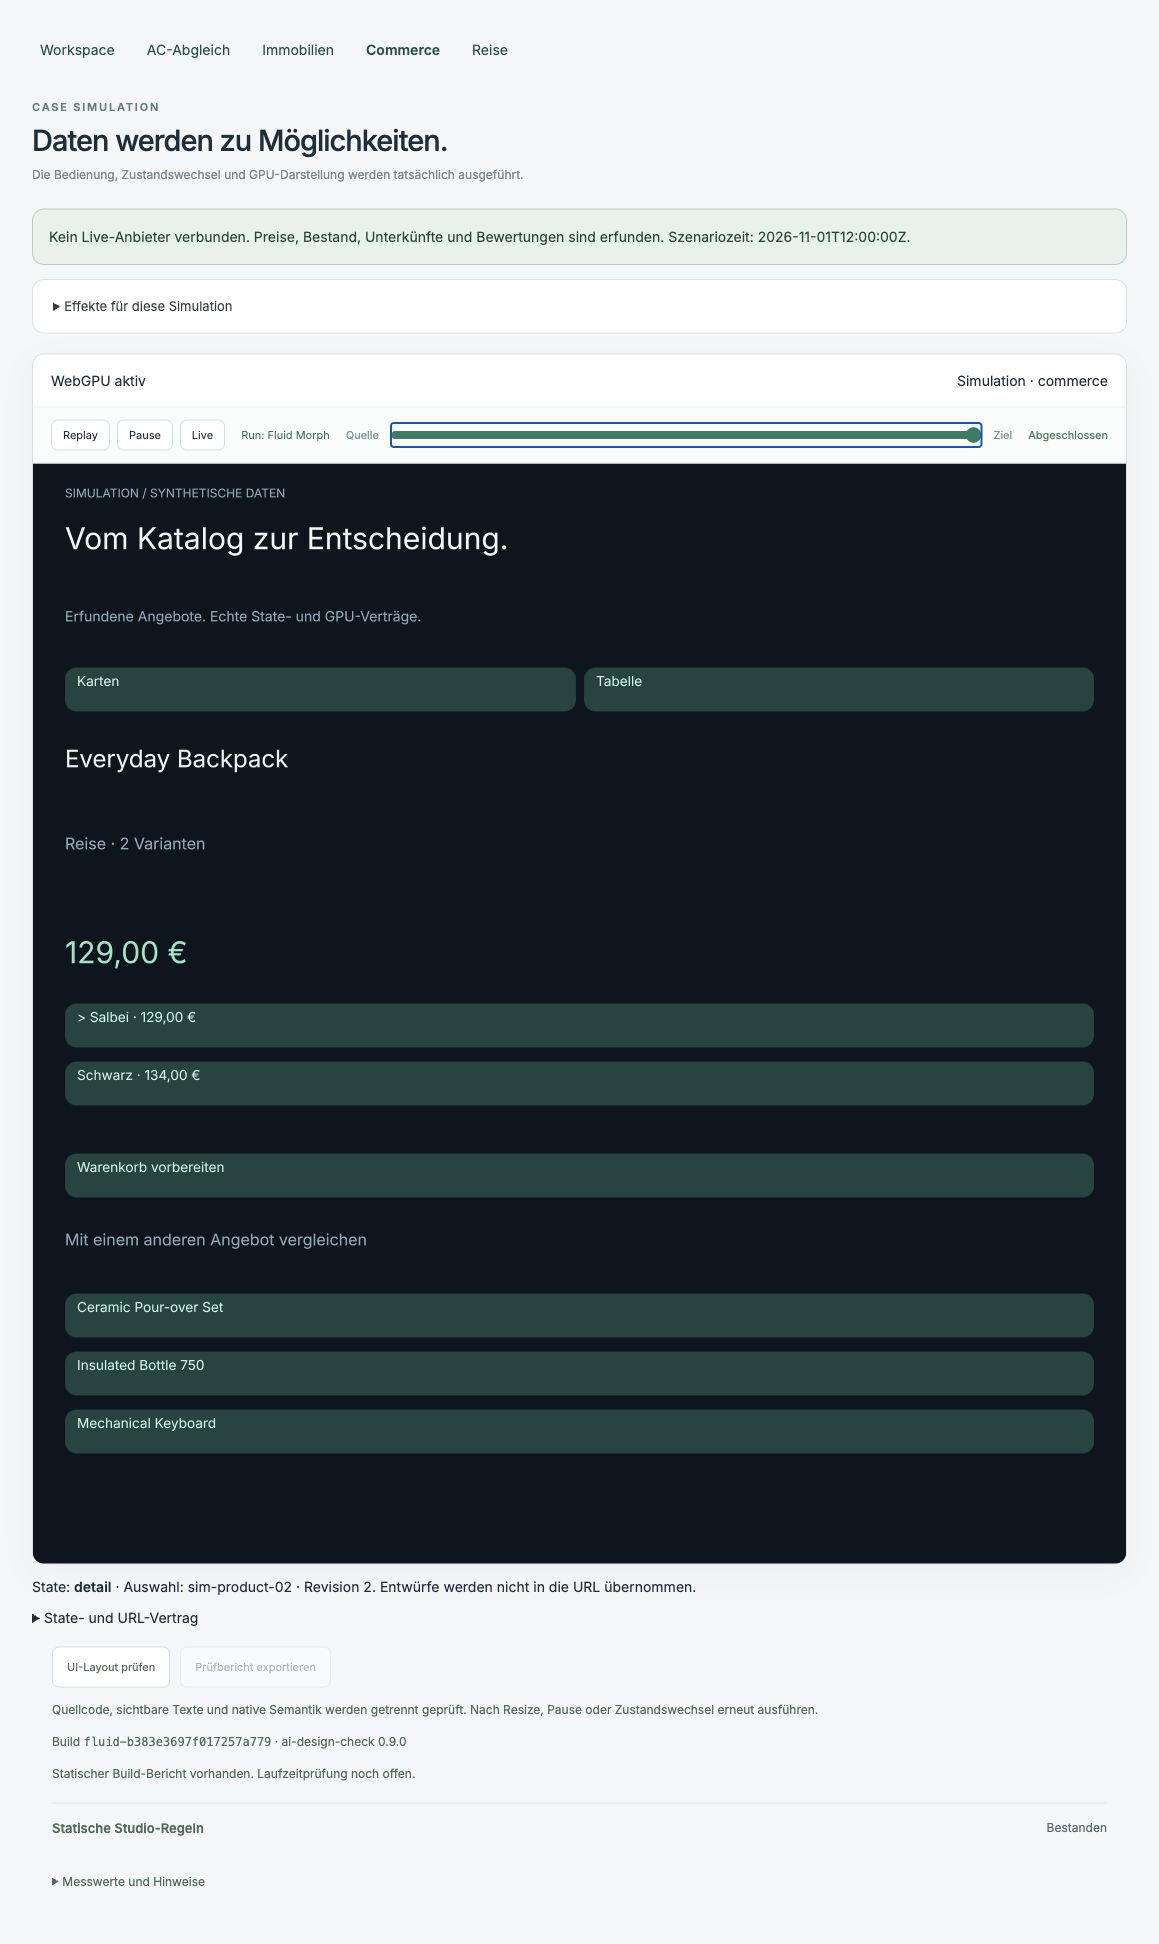 Workspace AC-Abgleich Immobilien Commerce Reise
CASE SIMULATION
Daten werden zu Möglichkeiten.
Die Bedienung, Zustandswechsel und GPU-Darstellung werden tatsächlich ausgeführt.
Kein Live-Anbieter verbunden. Preise, Bestand, Unterkünfte und Bewertungen sind erfunden. Szenariozeit: 2026-11-01T12:00:00Z.
Effekte für diese Simulation
WebGPU aktiv Simulation · commerce
Replay Pause Live Run: Fluid Morph Quelle Ziel Abgeschlossen
SIMULATION / SYNTHETISCHE DATEN
Vom Katalog zur Entscheidung.
Erfundene Angebote. Echte State- und GPU-Verträge.
Karten Tabelle
Everyday Backpack
Reise · 2 Varianten
129,00 €
> Salbei · 129,00 €
Schwarz · 134,00 €
Warenkorb vorbereiten
Mit einem anderen Angebot vergleichen
Ceramic Pour-over Set
Insulated Bottle 750
Mechanical Keyboard
State: detail · Auswahl: sim-product-02 · Revision 2. Entwürfe werden nicht in die URL übernommen.
State- und URL-Vertrag
UI-Layout prüfen Prüfbericht exportieren
Quellcode, sichtbare Texte und native Semantik werden getrennt geprüft. Nach Resize, Pause oder Zustandswechsel erneut ausführen.
Build fluid-b383e3697f017257a779 · ai-design-check 0.9.0
Statischer Build-Bericht vorhanden. Laufzeitprüfung noch offen.
Statische Studio-Regeln Bestanden
Messwerte und Hinweise